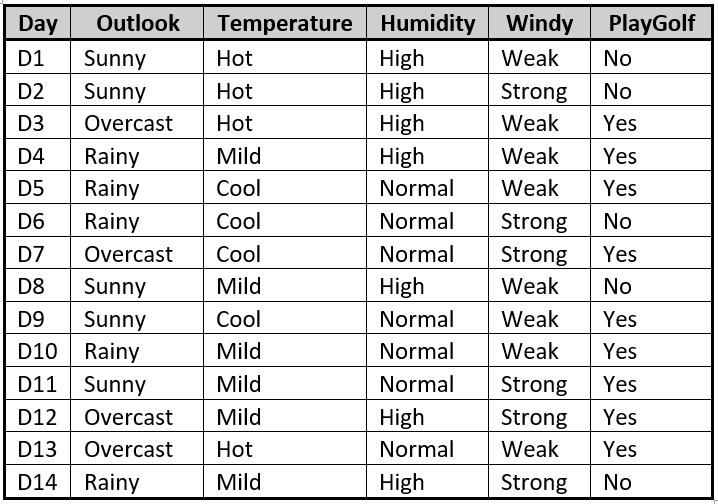 Day Outlook Temperature Humidity Windy PlayGolf
D1 Sunny Hot High Weak No
D2 Sunny Hot High Strong No
D3 Overcast Hot High Weak Yes
D4 Rainy Mild High Weak Yes
D5 Rainy Cool Normal Weak Yes
D6 Rainy Cool Normal Strong No
D7 Overcast Cool Normal Strong Yes
D8 Sunny Mild High Weak No
D9 Sunny Cool Normal Weak Yes
D10 Rainy Mild Normal Weak Yes
D11 Sunny Mild Normal Strong Yes
D12 Overcast Mild High Strong Yes
D13 Overcast Hot Normal Weak Yes
D14 Rainy Mild High Strong No